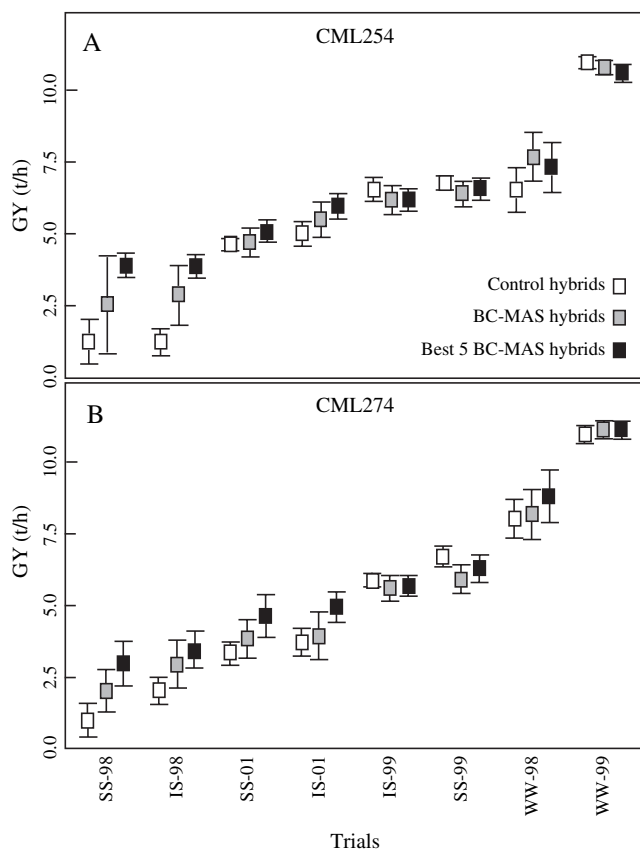 A
CML254
GY (t/h)
10.0
7.5
5.0
2.5
0.0
Control hybrids
BC-MAS hybrids
Best 5 BC-MAS hybrids
B
CML274
GY (t/h)
10.0
7.5
5.0
2.5
0.0
SS-98
IS-98
SS-01
IS-01
IS-99
SS-99
WW-98
WW-99
Trials